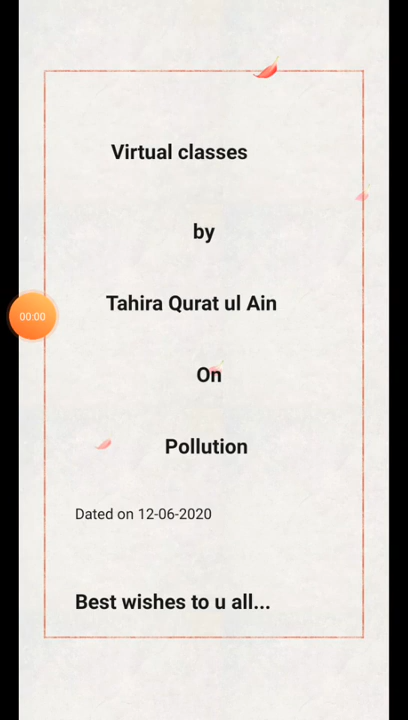 Virtual classes
by
Tahira Qurat ul Ain
00:00
On
Pollution
Dated on 12-06-2020
Best wishes to u all...